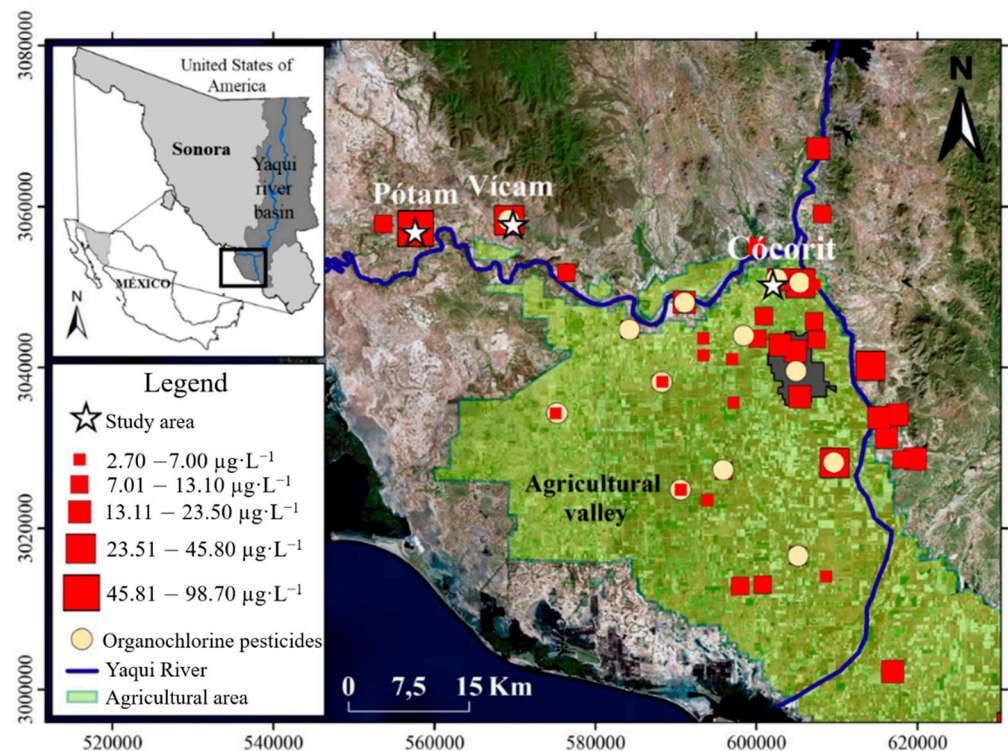 3080000
3060000
3040000
3020000
3000000
United States of
America
Sonora
Yaqui
river
basin
MÉXICO
N
Legend
Study area
2.70 – 7.00 µg·L⁻¹
7.01 – 13.10 µg·L⁻¹
13.11 – 23.50 µg·L⁻¹
23.51 – 45.80 µg·L⁻¹
45.81 – 98.70 µg·L⁻¹
Organochlorine pesticides
Yaqui River
Agricultural area
N
Pótam Vícam
Cócorit
Agricultural
valley
0 7,5 15 Km
520000 540000 560000 580000 600000 620000